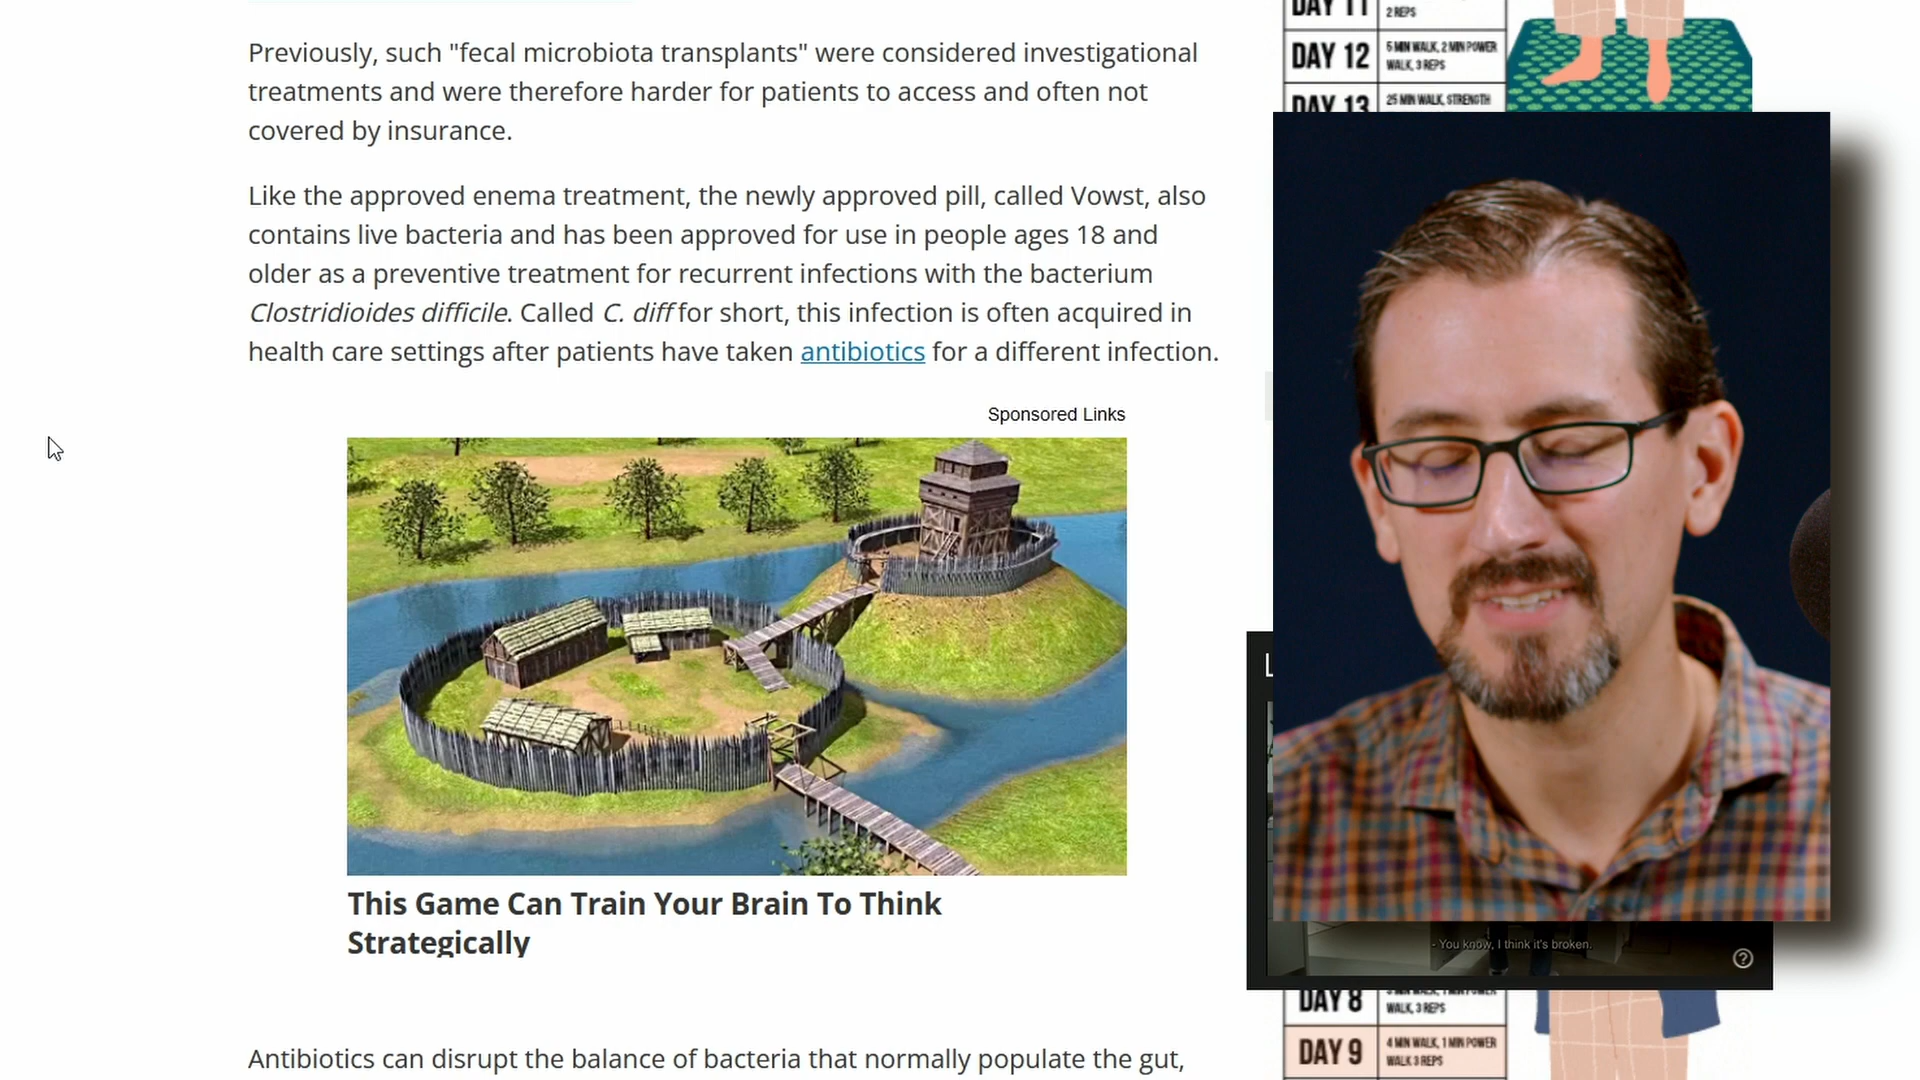 Previously, such "fecal microbiota transplants" were considered investigational
treatments and were therefore harder for patients to access and often not
covered by insurance.
Like the approved enema treatment, the newly approved pill, called Vowst, also
contains live bacteria and has been approved for use in people ages 18 and
older as a preventive treatment for recurrent infections with the bacterium
Clostridioides difficile. Called C. diff for short, this infection is often acquired in
health care settings after patients have taken antibiotics for a different infection.
Sponsored Links
This Game Can Train Your Brain To Think
Strategically
Antibiotics can disrupt the balance of bacteria that normally populate the gut,
DAY 11
2 REPS
DAY 12
5 MIN WALK, 2 MIN POWER
WALK, 3 REPS
DAY 13
25 MIN WALK, STRENGTH
L
- You know, I think it's broken.
DAY 8
WALK, 3 REPS
DAY 9
4 MIN WALK, 1 MIN POWER
WALK 3 REPS